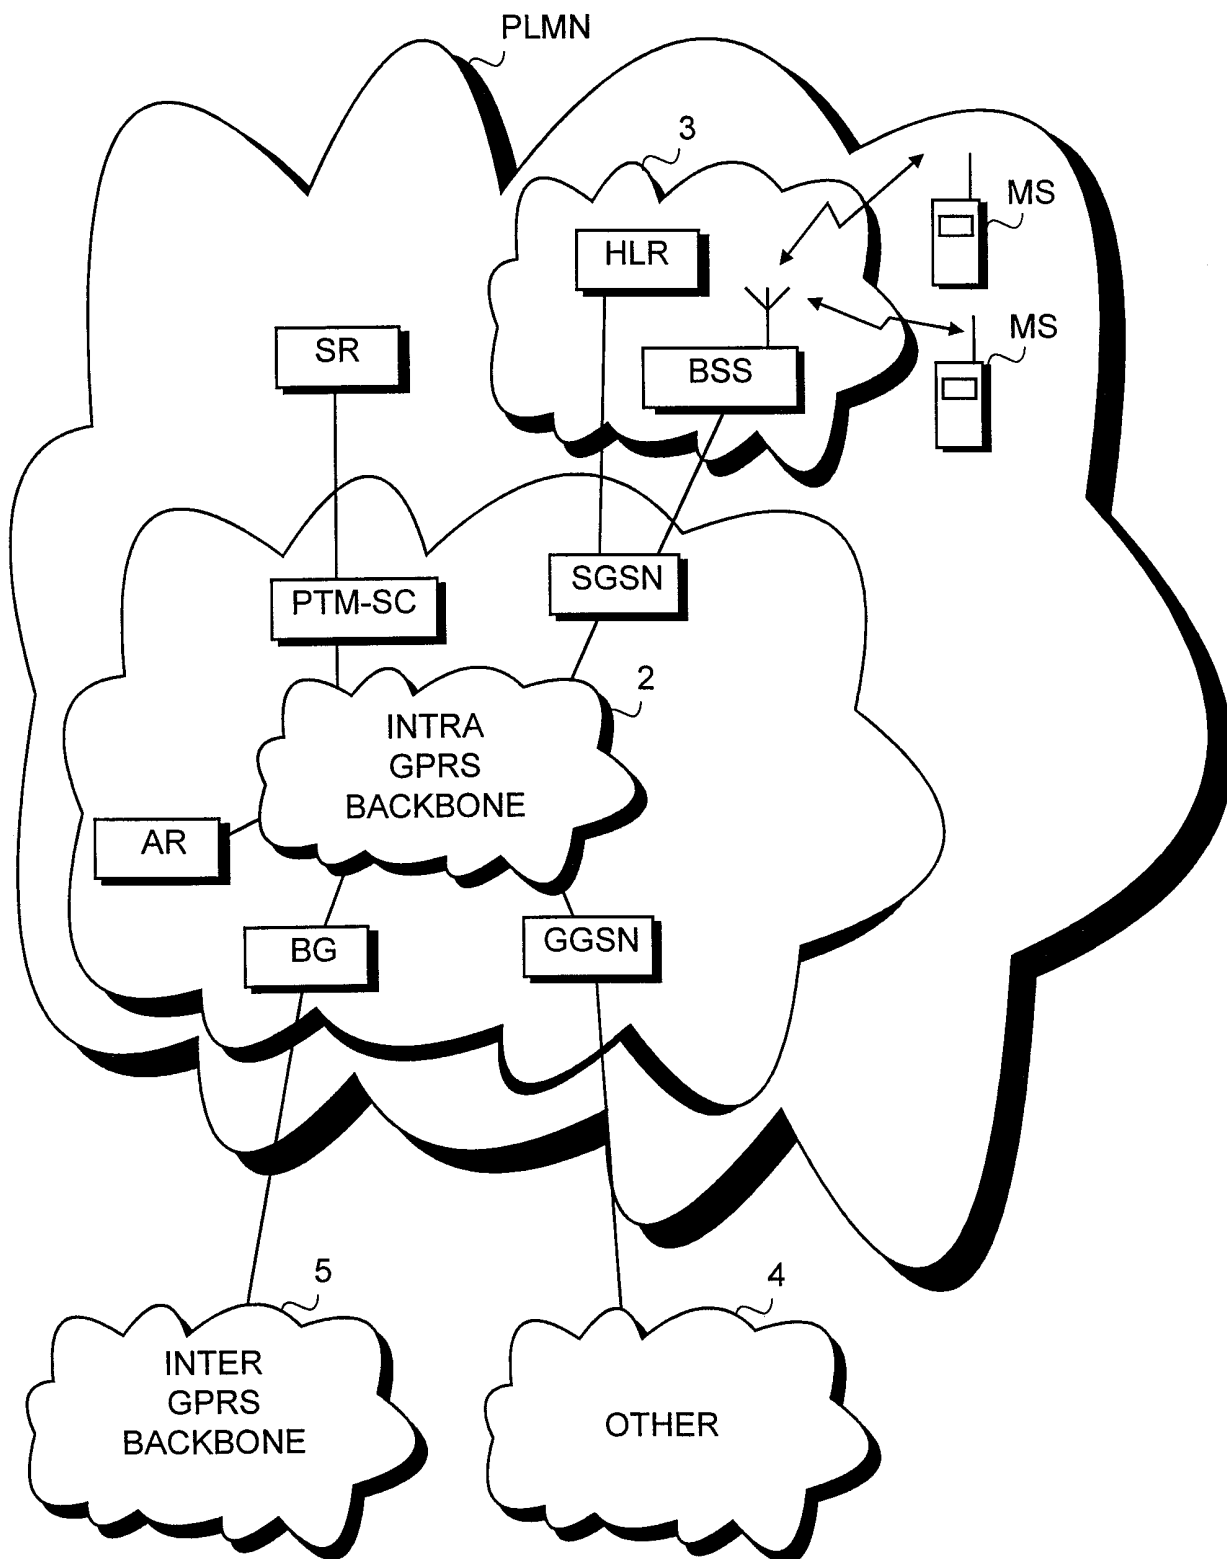 PLMN
3
MS
HLR
MS
SR
BSS
SGSN
PTM-SC
2
INTRA
GPRS
BACKBONE
AR
BG
GGSN
5
4
INTER
GPRS
BACKBONE
OTHER